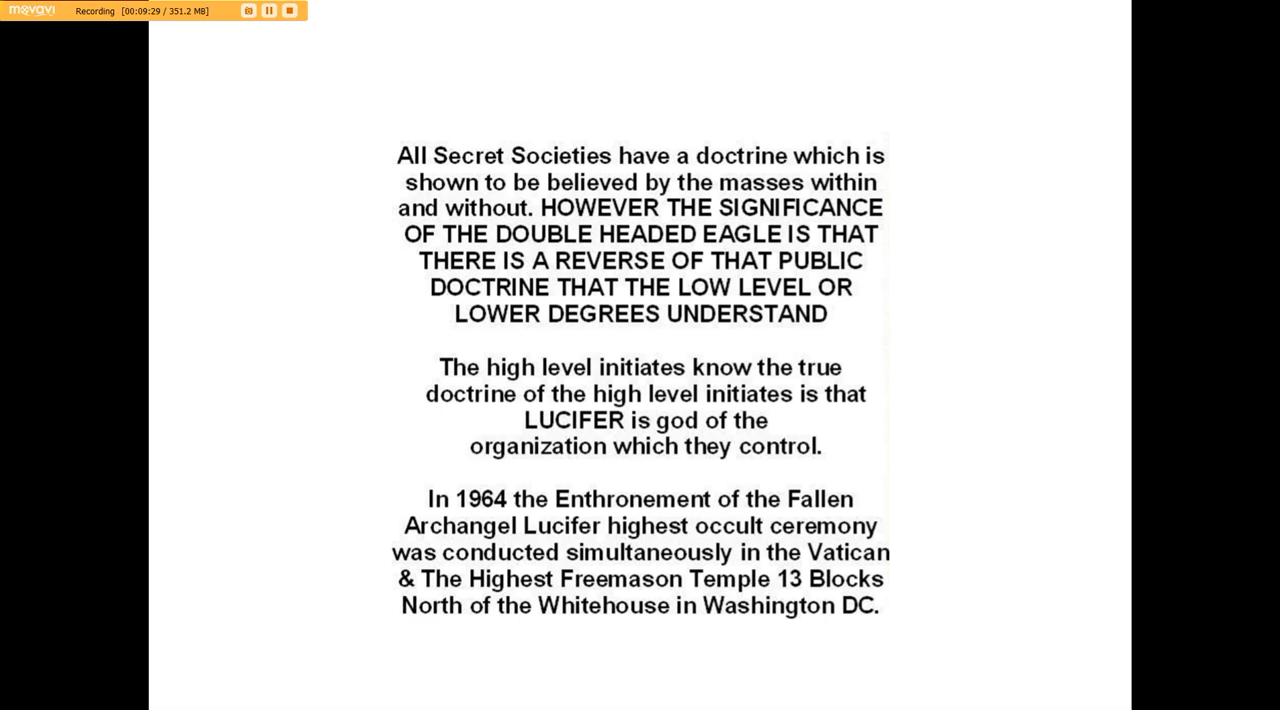 movavi Recording [00:09:29 / 351.2 MB]
All Secret Societies have a doctrine which is
shown to be believed by the masses within
and without. HOWEVER THE SIGNIFICANCE
OF THE DOUBLE HEADED EAGLE IS THAT
THERE IS A REVERSE OF THAT PUBLIC
DOCTRINE THAT THE LOW LEVEL OR
LOWER DEGREES UNDERSTAND
The high level initiates know the true
doctrine of the high level initiates is that
LUCIFER is god of the
organization which they control.
In 1964 the Enthronement of the Fallen
Archangel Lucifer highest occult ceremony
was conducted simultaneously in the Vatican
& The Highest Freemason Temple 13 Blocks
North of the Whitehouse in Washington DC.